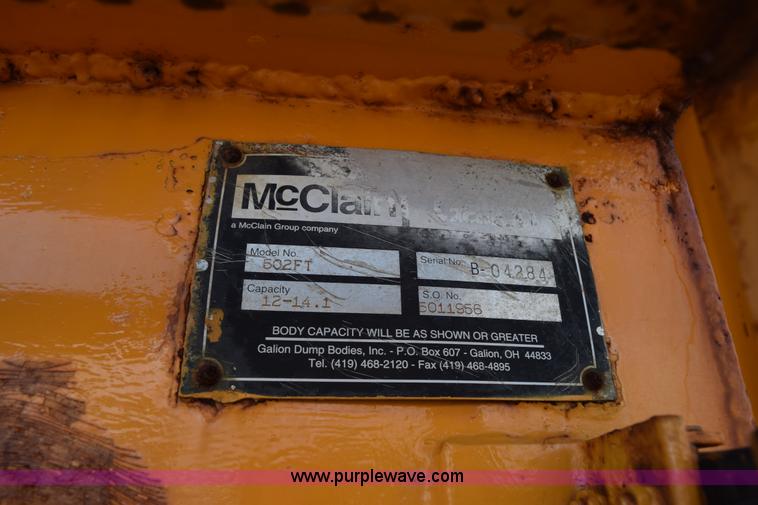 McClain
a McClain Group company
Model No. Serial No.
602FT B-04284
Capacity S.O. No.
12-14.1 5011956
BODY CAPACITY WILL BE AS SHOWN OR GREATER
Galion Dump Bodies, Inc. - P.O. Box 607 - Galion, OH 44833
Tel. (419) 468-2120 - Fax (419) 468-4895
www.purplewave.com